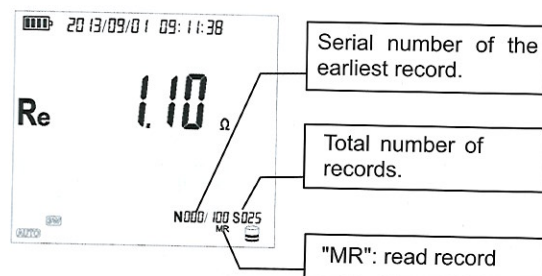 2013/09/01 09:11:38
Serial number of the
earliest record.
Re 1.10 Ω
Total number of
records.
N000/100 S025
MR
AUTO
"MR": read record